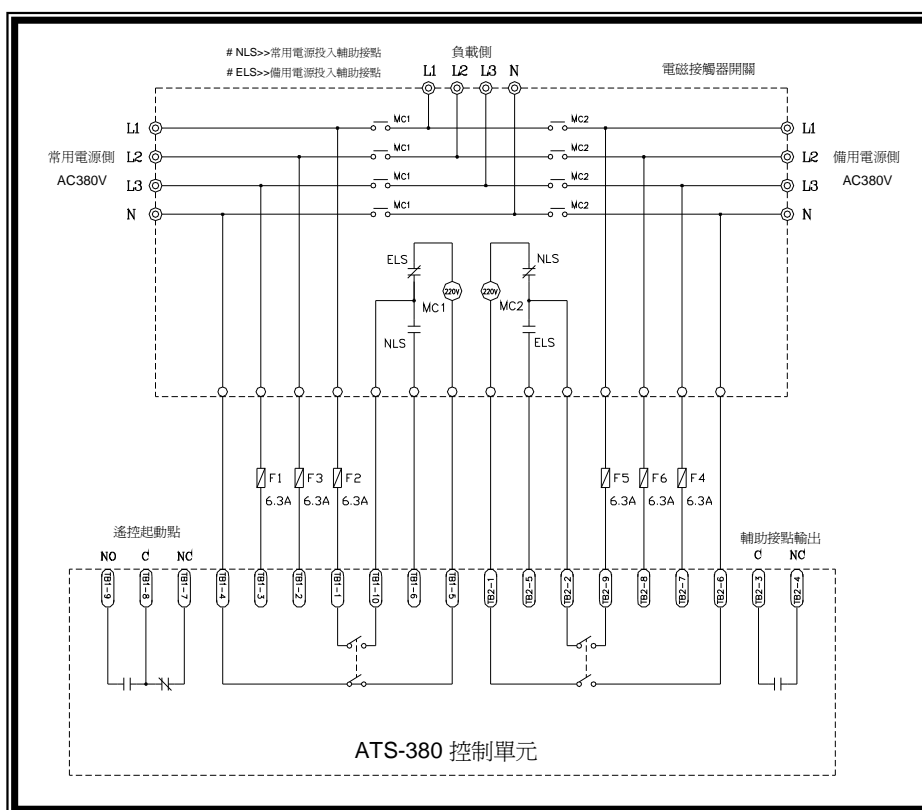 # NLS>>常用電源投入輔助接點
負載側
# ELS>>備用電源投入輔助接點
L1 L2 L3 N
電磁接觸器開關
L1 MC1 MC2 L1
常用電源側 L2 MC1 MC2 L2 備用電源側
AC380V L3 MC1 MC2 L3 AC380V
N MC1 MC2 N
ELS NLS
220V 220V
MC1 MC2
NLS ELS
F1 F3 F2 F5 F6 F4
6.3A 6.3A 6.3A 6.3A 6.3A 6.3A
遙控起動點 輔助接點輸出
NO C NC C NC
TB1-9 TB1-8 TB1-7 TB1-4 TB1-3 TB1-2 TB1-1 TB1-10 TB1-6 TB1-5 TB2-1 TB2-5 TB2-2 TB2-9 TB2-8 TB2-7 TB2-6 TB2-3 TB2-4
ATS-380 控制單元